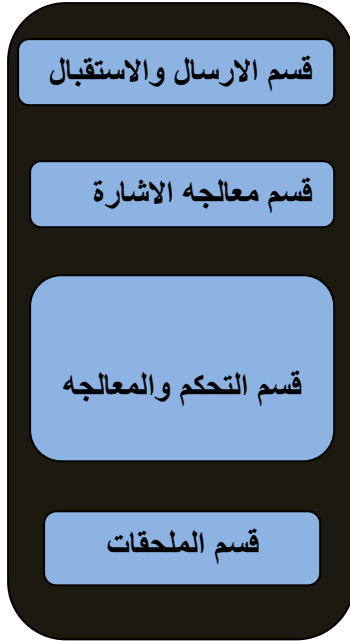 قسم الارسال والاستقبال
قسم معالجه الاشارة
قسم التحكم والمعالجه
قسم الملحقات